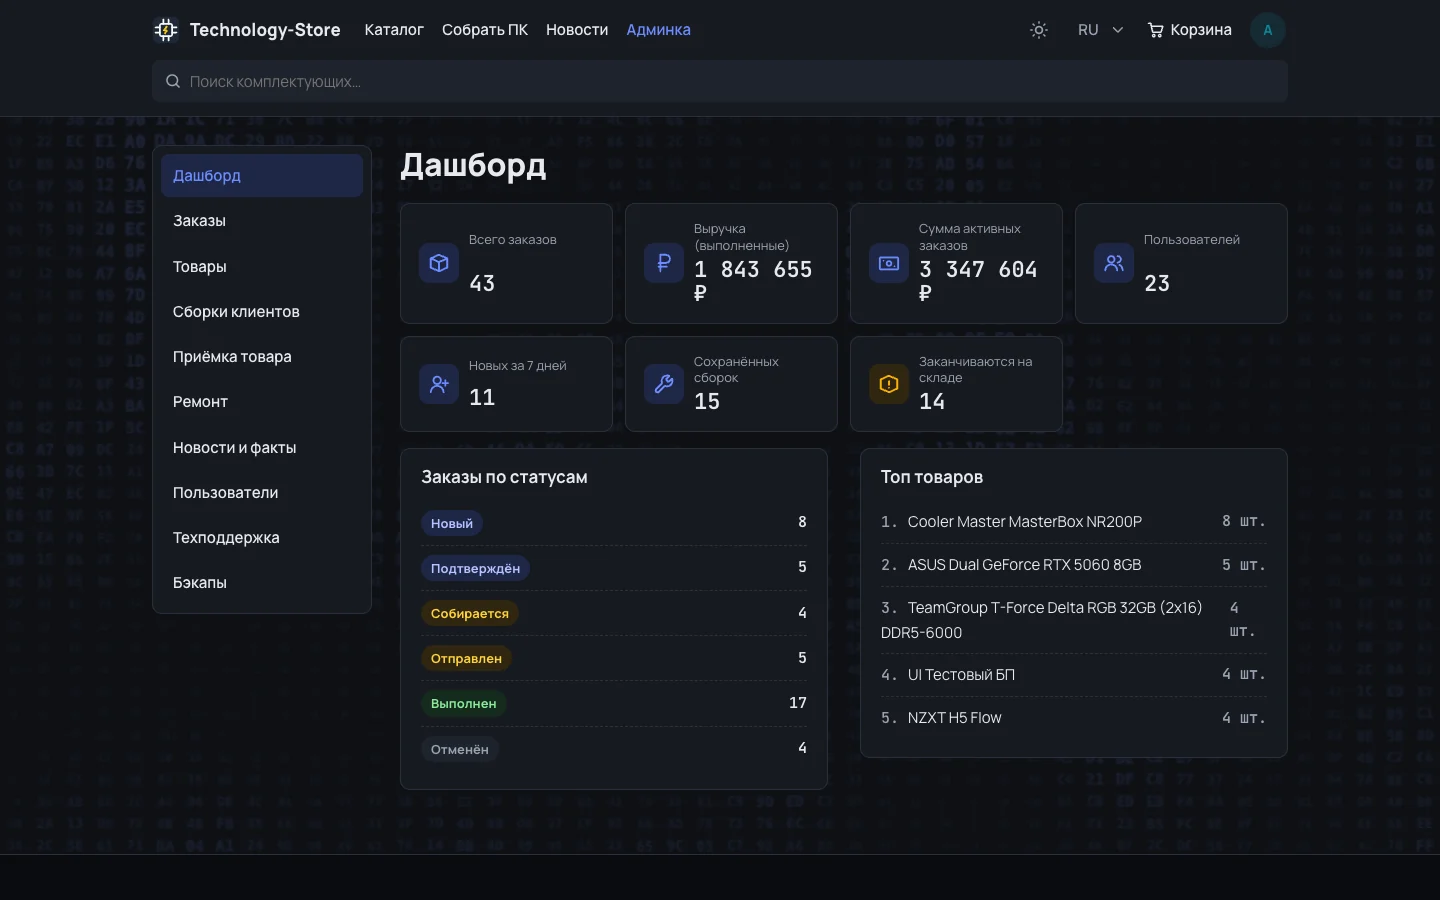 Technology-Store
Каталог
Собрать ПК
Новости
Админка
RU
Корзина
A
Поиск комплектующих...
Дашборд
Заказы
Товары
Сборки клиентов
Приёмка товара
Ремонт
Новости и факты
Пользователи
Техподдержка
Бэкапы
Дашборд
Всего заказов
43
Выручка
(выполненные)
1 843 655
₽
Сумма активных
заказов
3 347 604
₽
Пользователей
23
Новых за 7 дней
11
Сохранённых
сборок
15
Заканчиваются на
складе
14
Заказы по статусам
Новый 8
Подтверждён 5
Собирается 4
Отправлен 5
Выполнен 17
Отменён 4
Топ товаров
1. Cooler Master MasterBox NR200P 8 шт.
2. ASUS Dual GeForce RTX 5060 8GB 5 шт.
3. TeamGroup T-Force Delta RGB 32GB (2x16) 4
DDR5-6000 шт.
4. UI Тестовый БП 4 шт.
5. NZXT H5 Flow 4 шт.